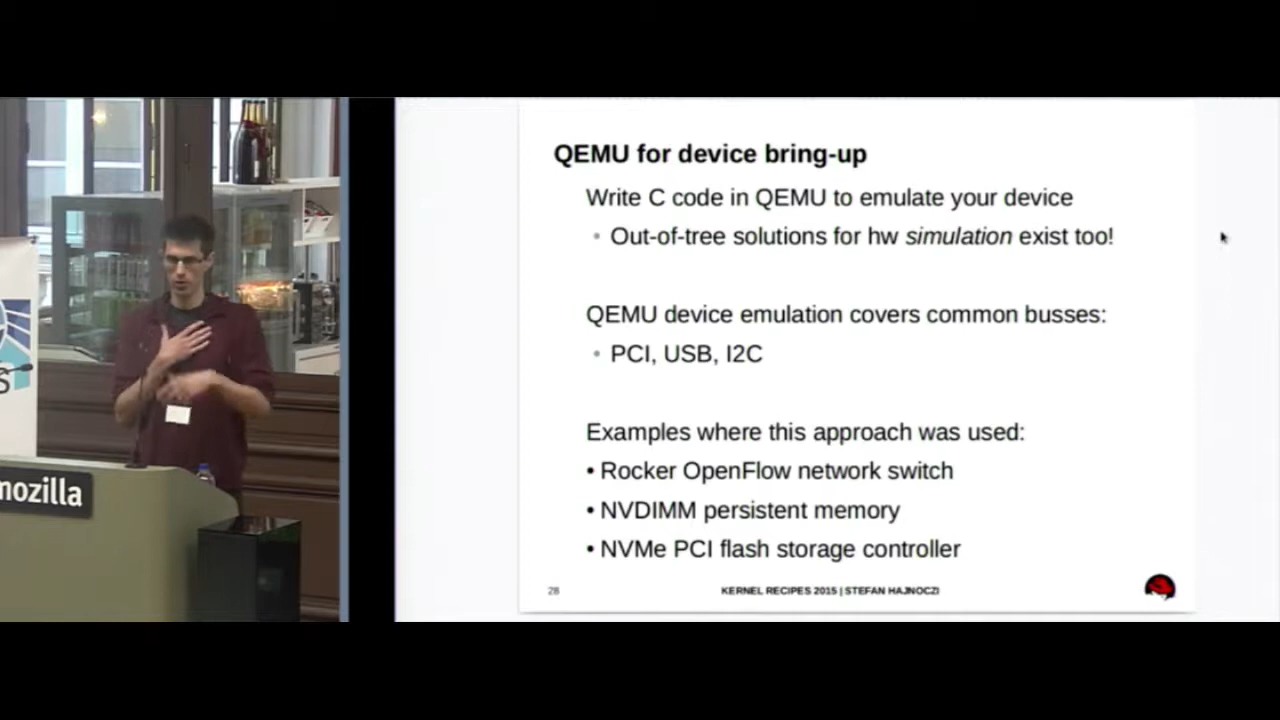 QEMU for device bring-up
Write C code in QEMU to emulate your device
• Out-of-tree solutions for hw simulation exist too!
QEMU device emulation covers common busses:
• PCI, USB, I2C
Examples where this approach was used:
• Rocker OpenFlow network switch
• NVDIMM persistent memory
• NVMe PCI flash storage controller
28
KERNEL RECIPES 2015 | STEFAN HAJNOCZI
mozilla